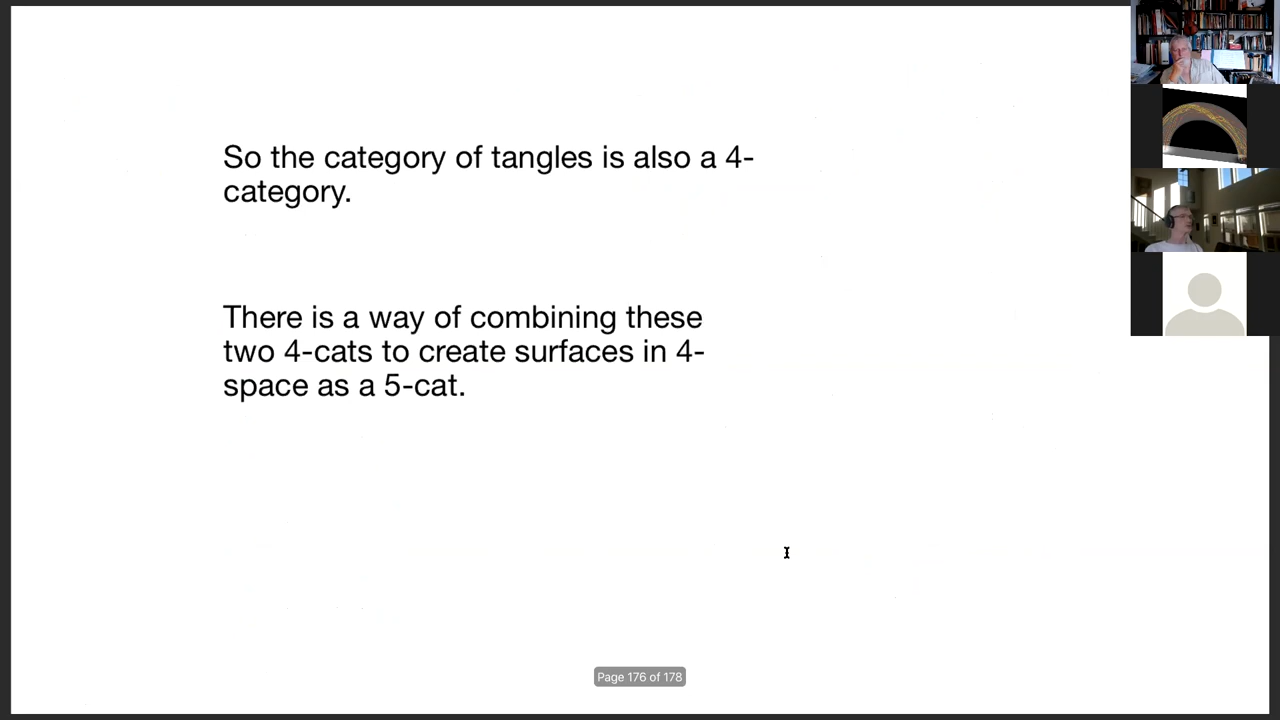 So the category of tangles is also a 4-
category.
There is a way of combining these
two 4-cats to create surfaces in 4-
space as a 5-cat.
Page 176 of 178